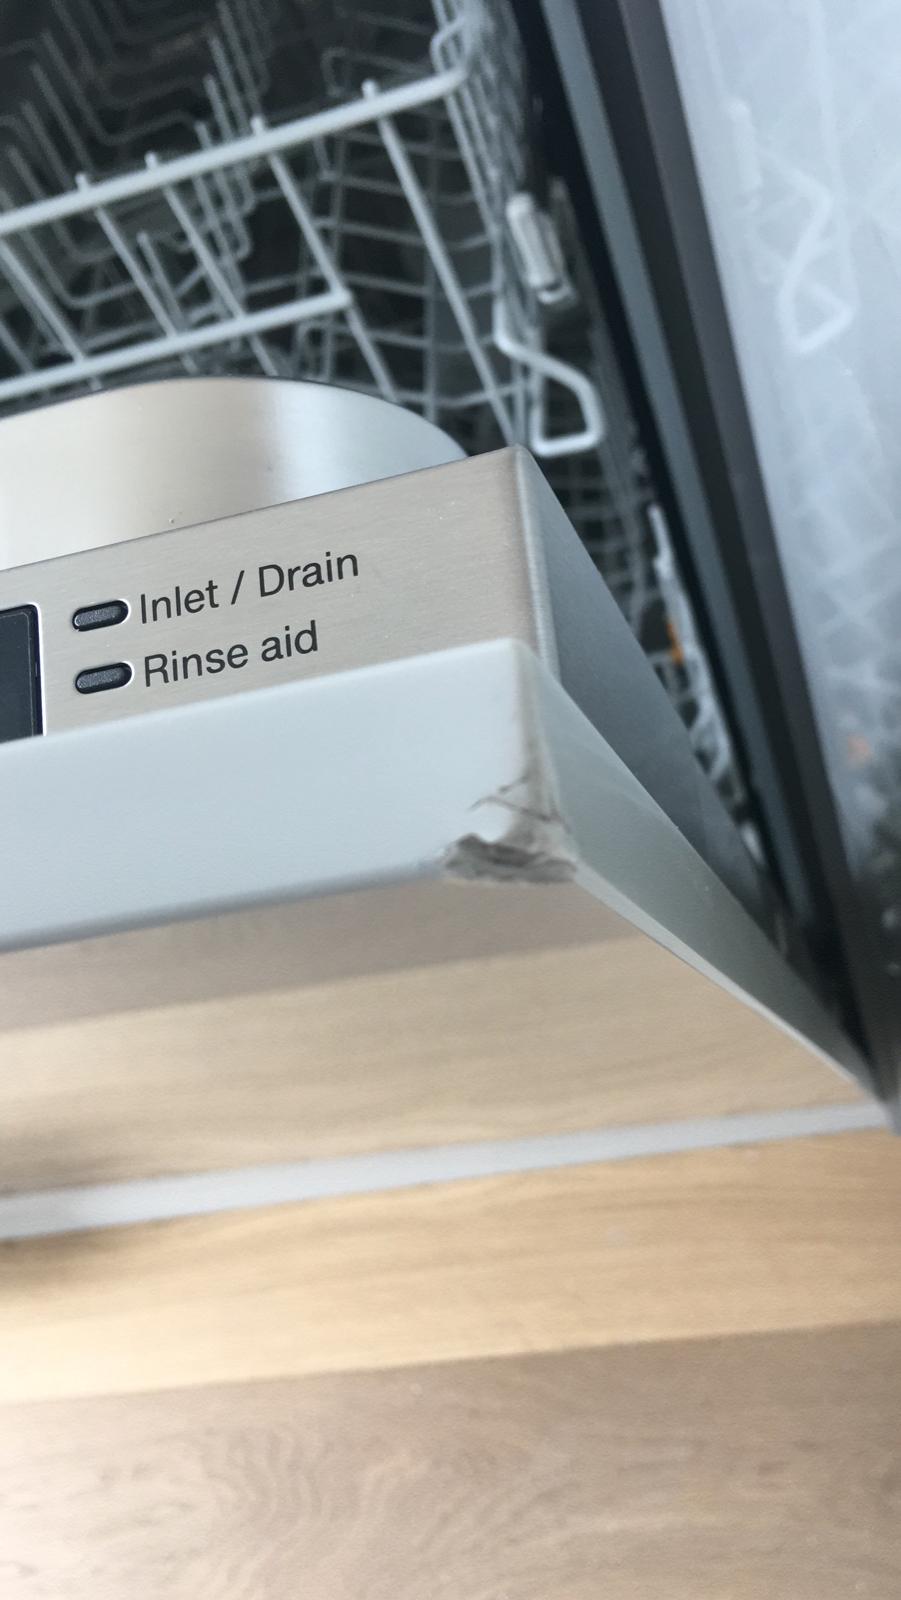 Inlet / Drain
Rinse aid